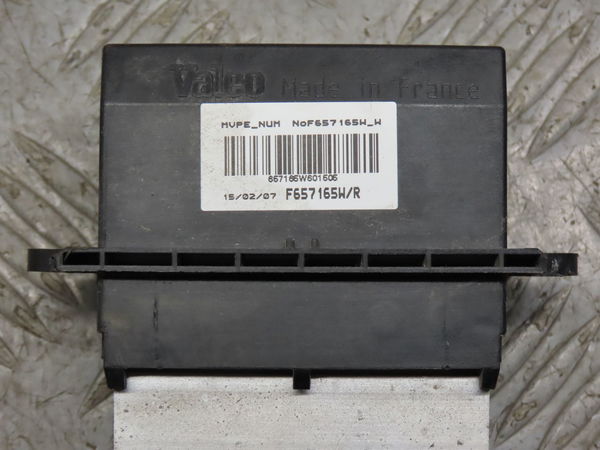 Valeo Made in France
MVPE_NUM NoF657165W_W
657165W601505
15/02/07 F657165W/R